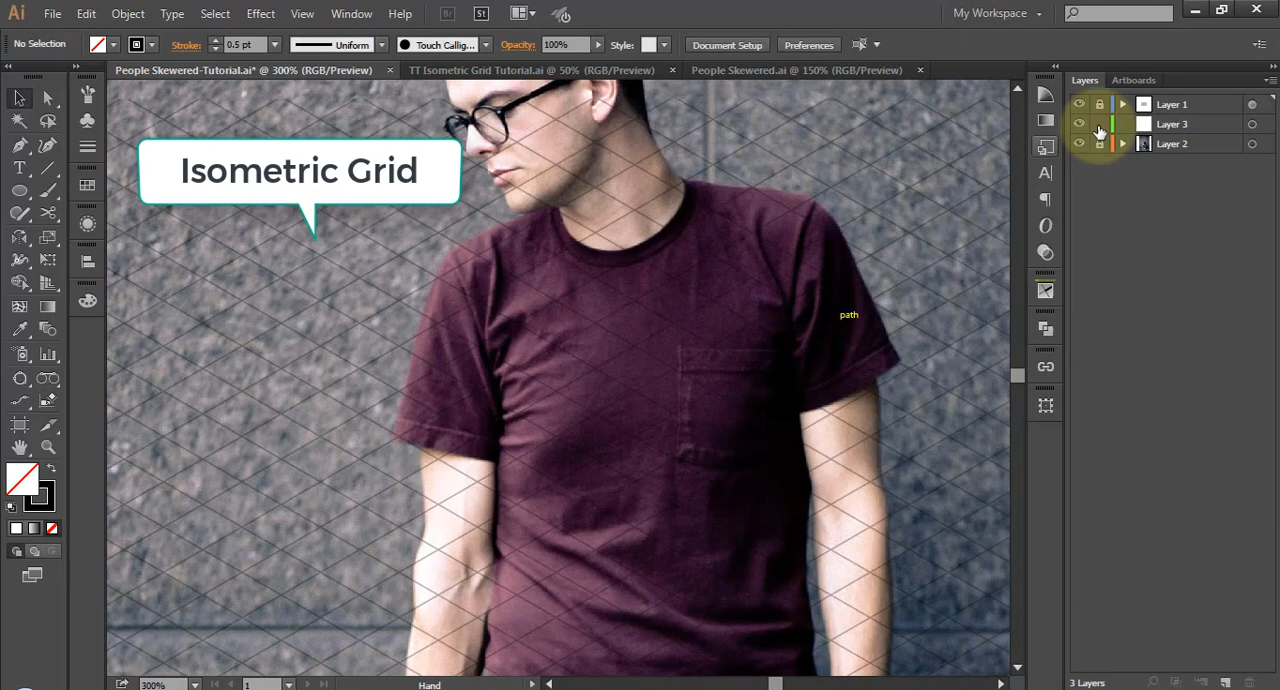 Ai File Edit Object Type Select Effect View Window Help Br St My Workspace
No Selection Stroke: 0.5 pt Uniform Touch Callig... Opacity: 100% Style: Document Setup Preferences
People Skewered-Tutorial.ai* @ 300% (RGB/Preview) × TT Isometric Grid Tutorial.ai @ 50% (RGB/Preview) × People Skewered.ai @ 150% (RGB/Preview) ×
Layers Artboards
Layer 1
Layer 3
Layer 2
Isometric Grid
path
300% 1 Hand
3 Layers